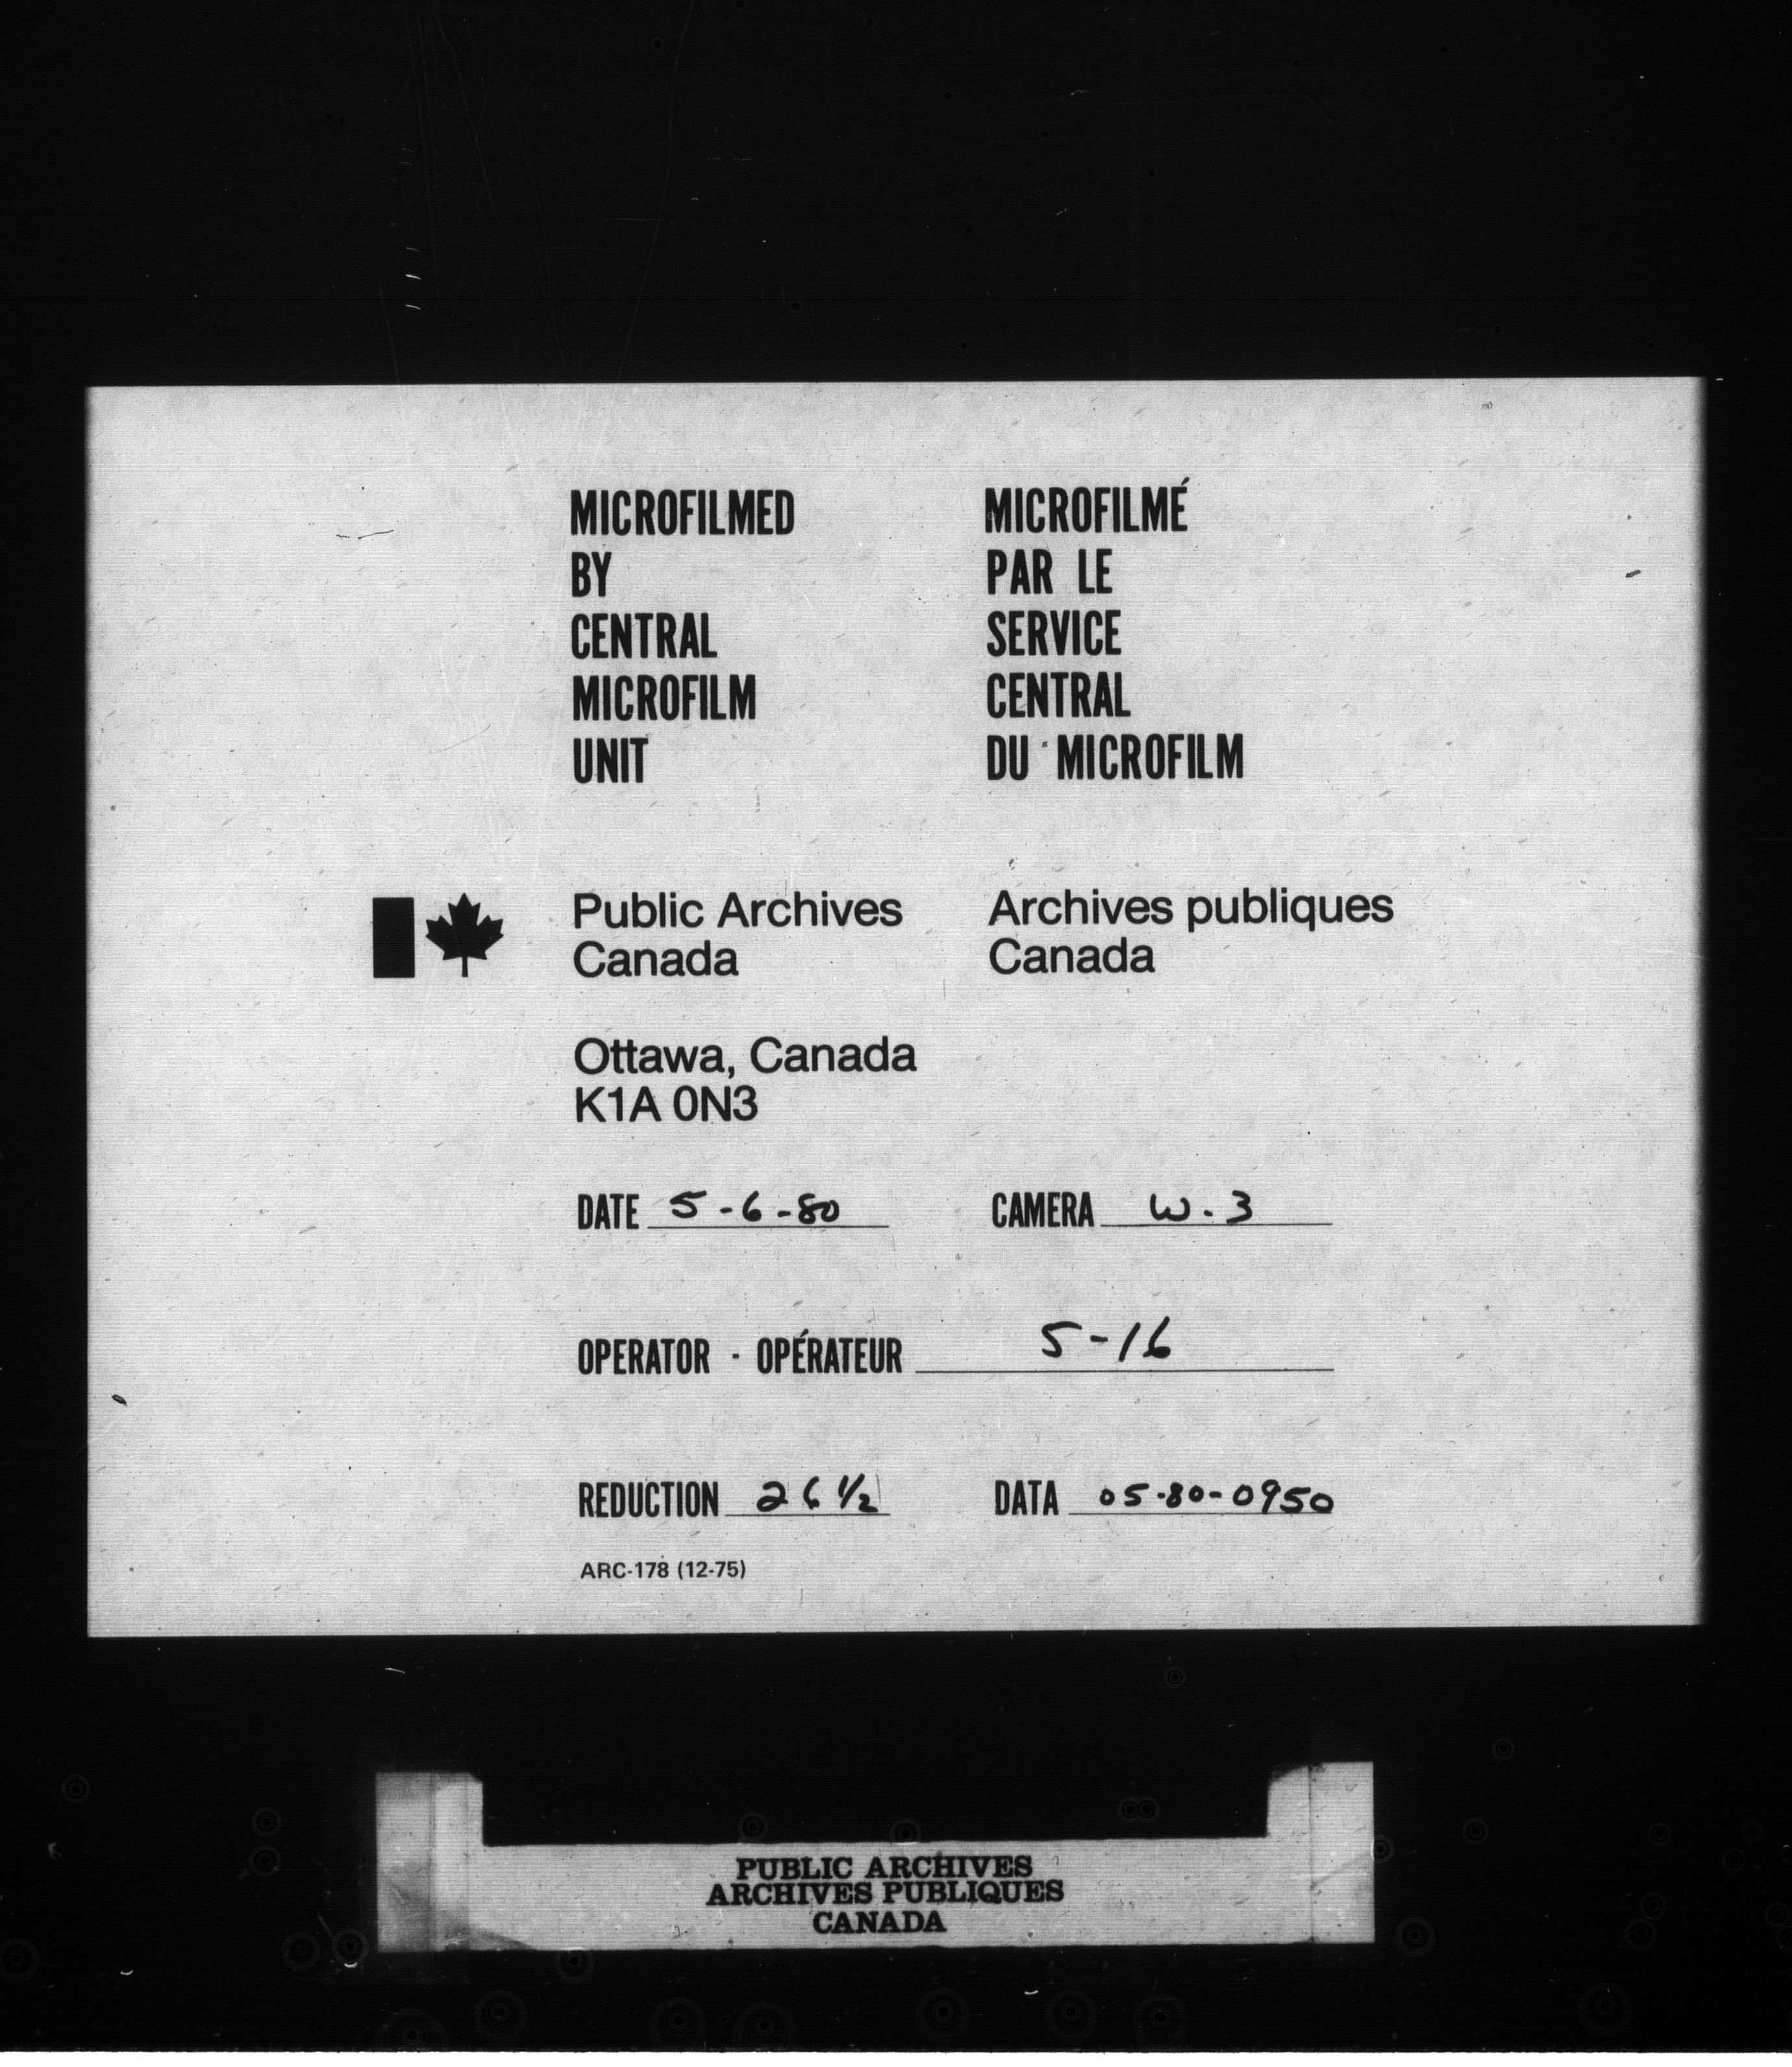 MICROFILMED
BY
CENTRAL
MICROFILM
UNIT
MICROFILMÉ
PAR LE
SERVICE
CENTRAL
DU MICROFILM
Public Archives
Canada
Archives publiques
Canada
Ottawa, Canada
K1A 0N3
DATE 5-6-80
CAMERA W.3
OPERATOR · OPÉRATEUR 5-16
REDUCTION 26 1/2
DATA 05-80-0950
ARC-178 (12-75)
PUBLIC ARCHIVES
ARCHIVES PUBLIQUES
CANADA